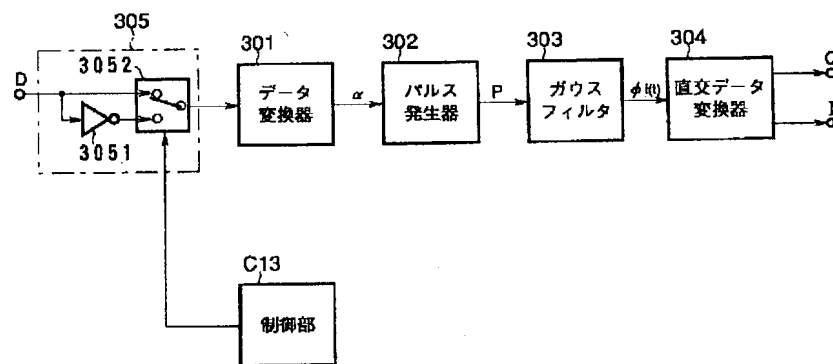 305
3052
D
3051
301
データ
変換器
α
302
パルス
発生器
P
303
ガウス
フィルタ
φt(t)
304
直交データ
変換器
C13
制御部